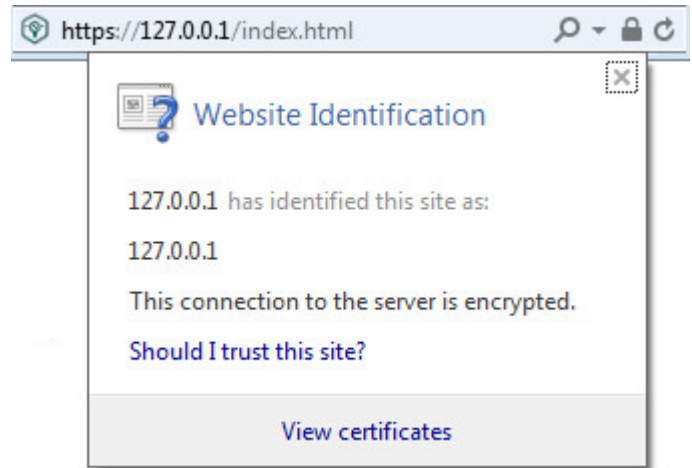 https://127.0.0.1/index.html
Website Identification
127.0.0.1 has identified this site as:
127.0.0.1
This connection to the server is encrypted.
Should I trust this site?
View certificates